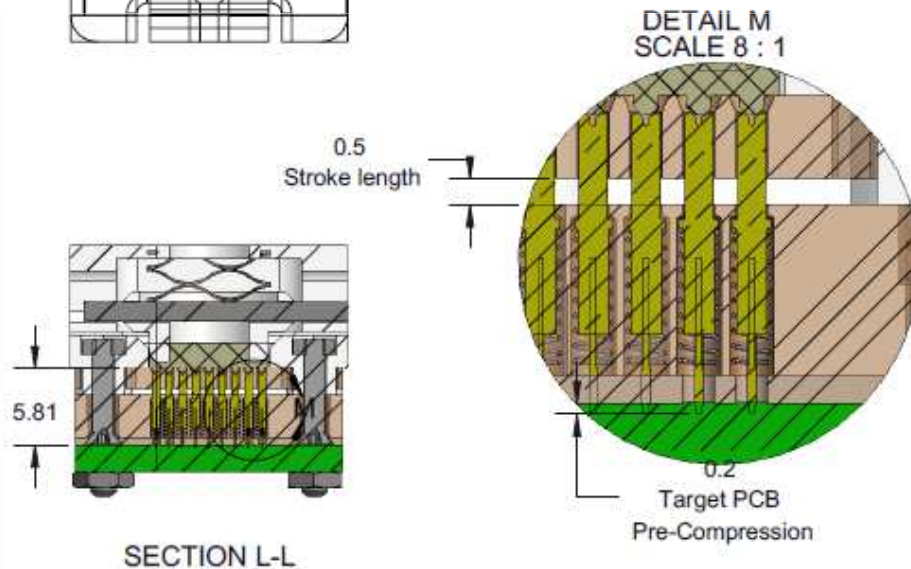 DETAIL M
SCALE 8 : 1
0.5
Stroke length
5.81
0.2
Target PCB
Pre-Compression
SECTION L-L